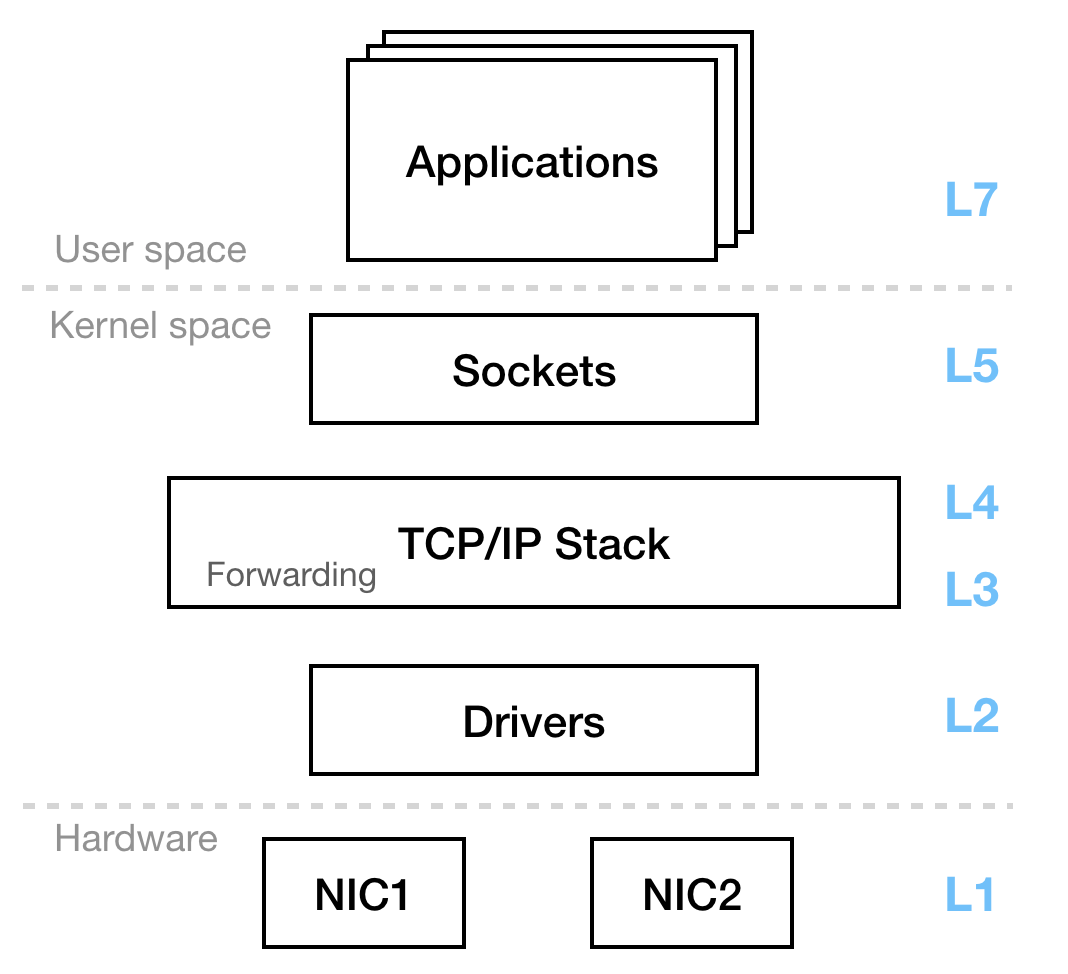 Applications
L7
User space
Kernel space
Sockets
L5
TCP/IP Stack
L4
Forwarding
L3
Drivers
L2
Hardware
NIC1
NIC2
L1